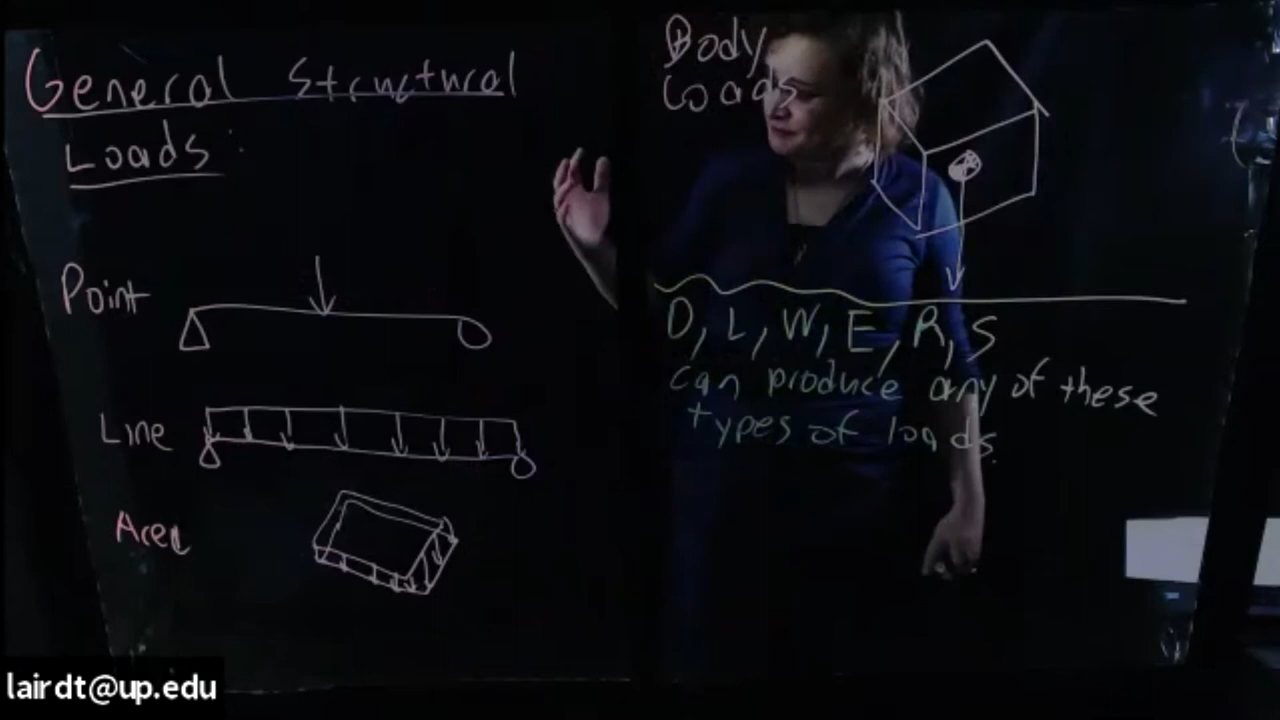 General Structural
Loads:
Point
Line
Area
Body
Loads
D, L, W, E, R, S
can produce any of these
types of loads.
lairdt@up.edu